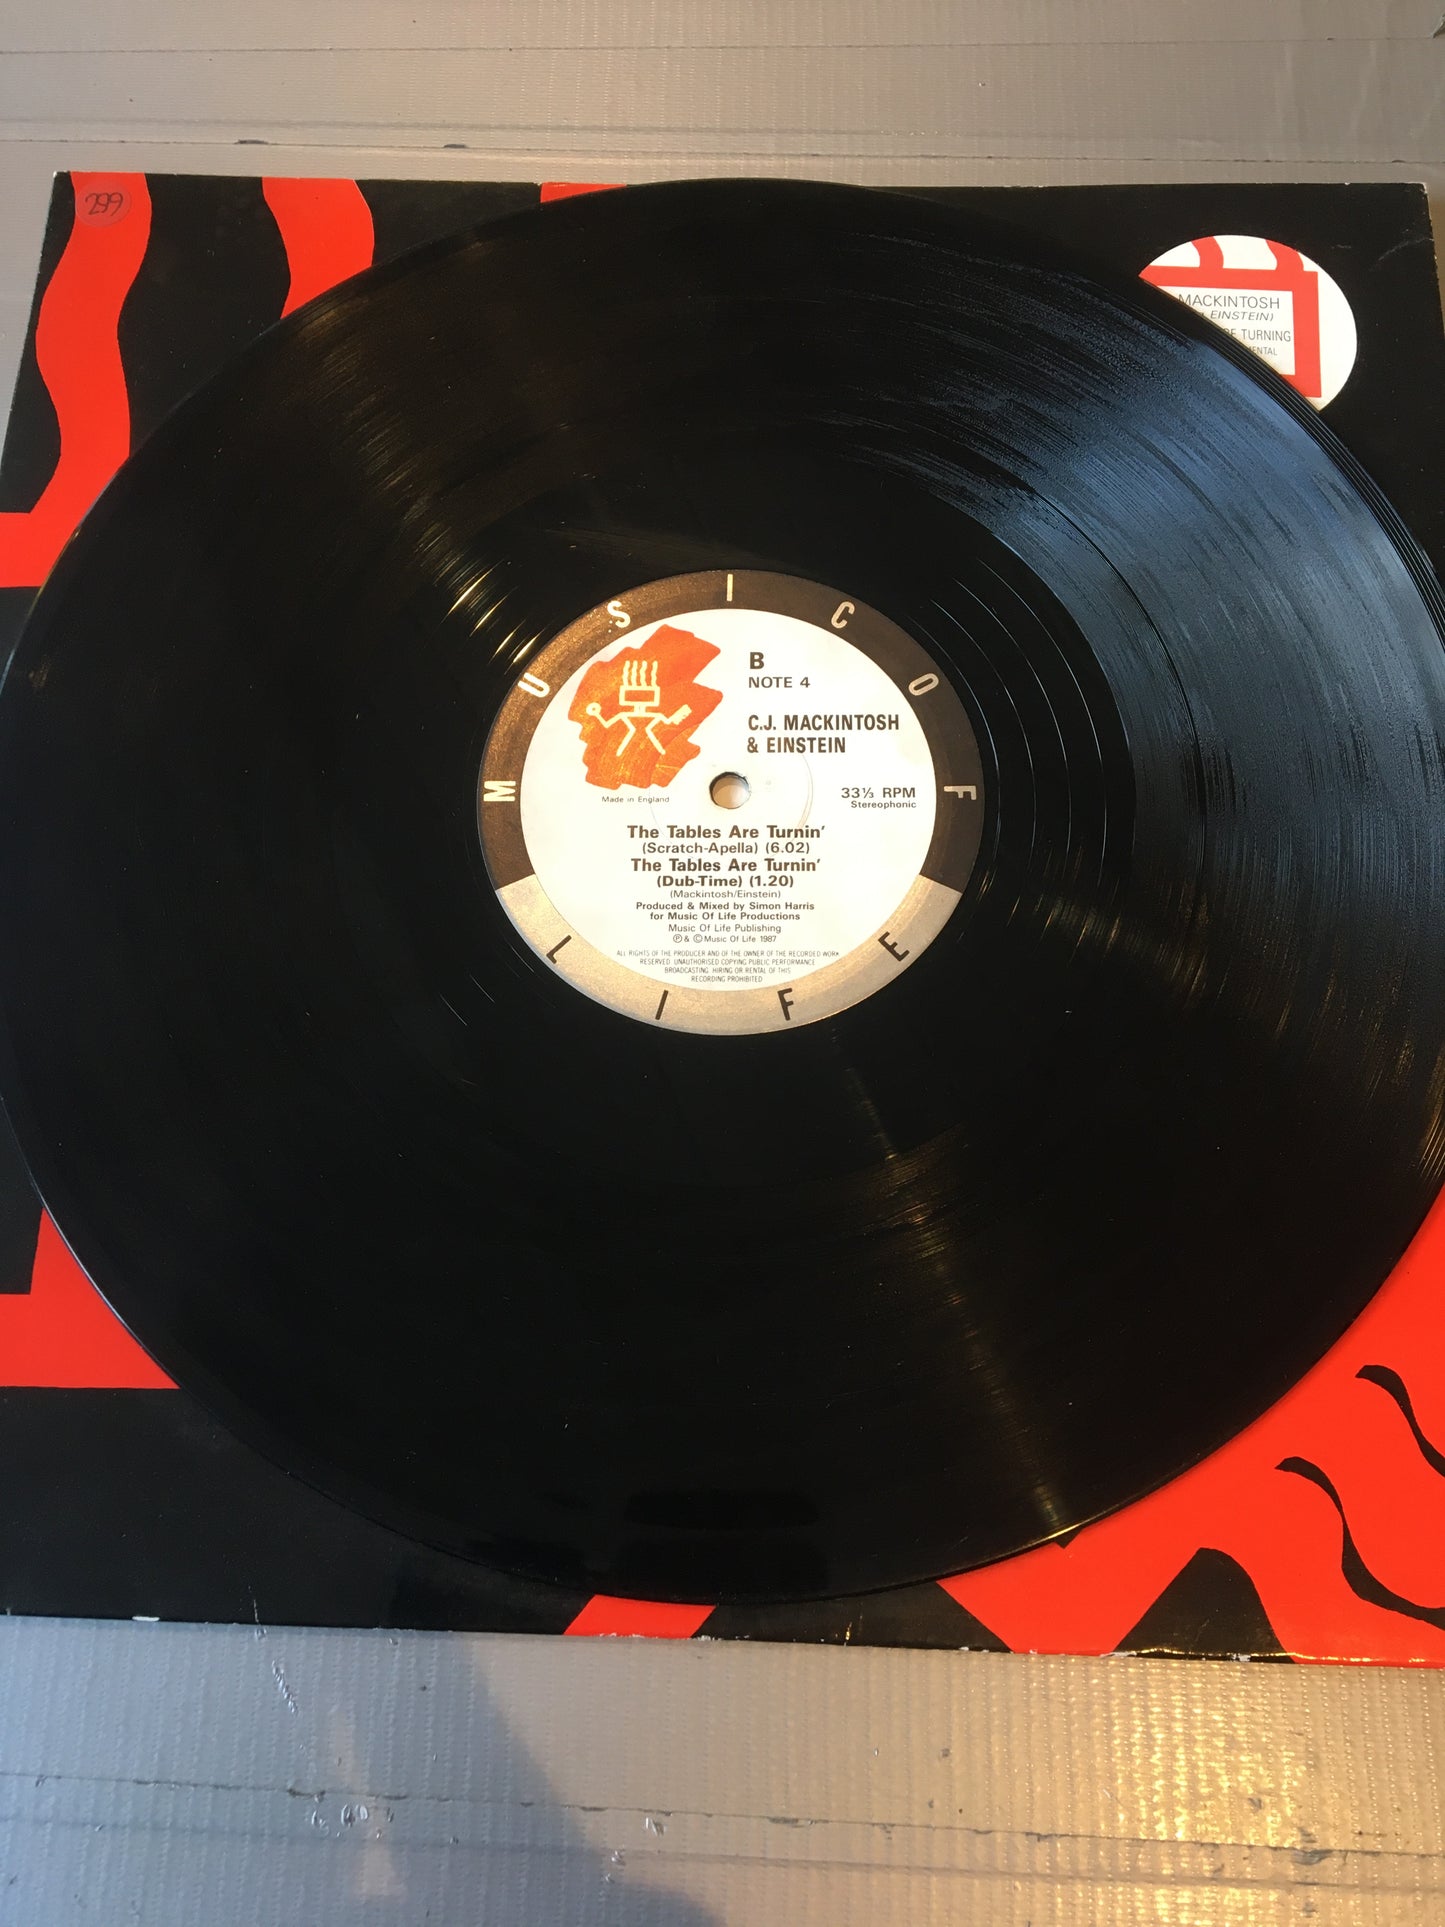 299
MACKINTOSH
EINSTEIN)
TURNING
MUSIC OF LIFE
B
NOTE 4
C.J. MACKINTOSH
& EINSTEIN
Made in England
33⅓ RPM
Stereophonic
The Tables Are Turnin'
(Scratch-Apella) (6.02)
The Tables Are Turnin'
(Dub-Time) (1.20)
(Mackintosh/Einstein)
Produced & Mixed by Simon Harris
for Music Of Life Productions
Music Of Life Publishing
Ⓟ & © Music Of Life 1987
ALL RIGHTS OF THE PRODUCER AND OF THE OWNER OF THE RECORDED WORK
RESERVED. UNAUTHORISED COPYING PUBLIC PERFORMANCE
BROADCASTING. HIRING OR RENTAL OF THIS
RECORDING PROHIBITED